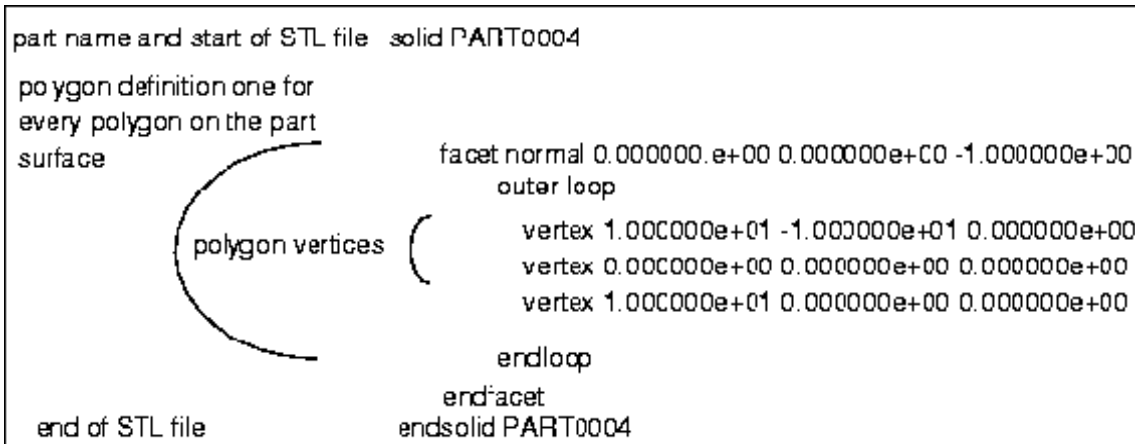 part name and start of STL file solid PART0004
polygon definition one for
every polygon on the part
surface
facet normal 0.000000.e+00 0.000000e+00 -1.000000e+00
outer loop
polygon vertices
vertex 1.000000e+01 -1.000000e+01 0.000000e+00
vertex 0.000000e+00 0.000000e+00 0.000000e+00
vertex 1.000000e+01 0.000000e+00 0.000000e+00
endloop
endfacet
end of STL file endsolid PART0004